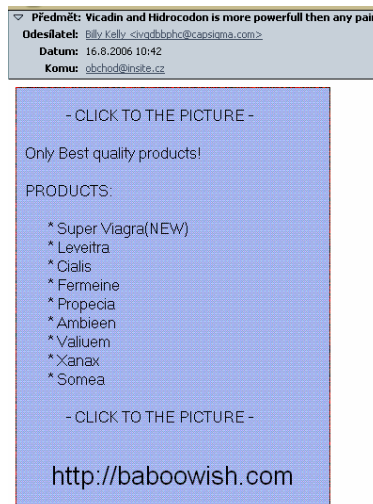 Předmět: Vicadin and Hidrocodon is more powerfull then any pai
Odesílatel: Billy Kelly <ivqdbbphc@capsigma.com>
Datum: 16.8.2006 10:42
Komu: obchod@insite.cz
- CLICK TO THE PICTURE -
Only Best quality products!
PRODUCTS:
* Super Viagra(NEW)
* Leveitra
* Cialis
* Fermeine
* Propecia
* Ambieen
* Valiuem
* Xanax
* Somea
- CLICK TO THE PICTURE -
http://baboowish.com